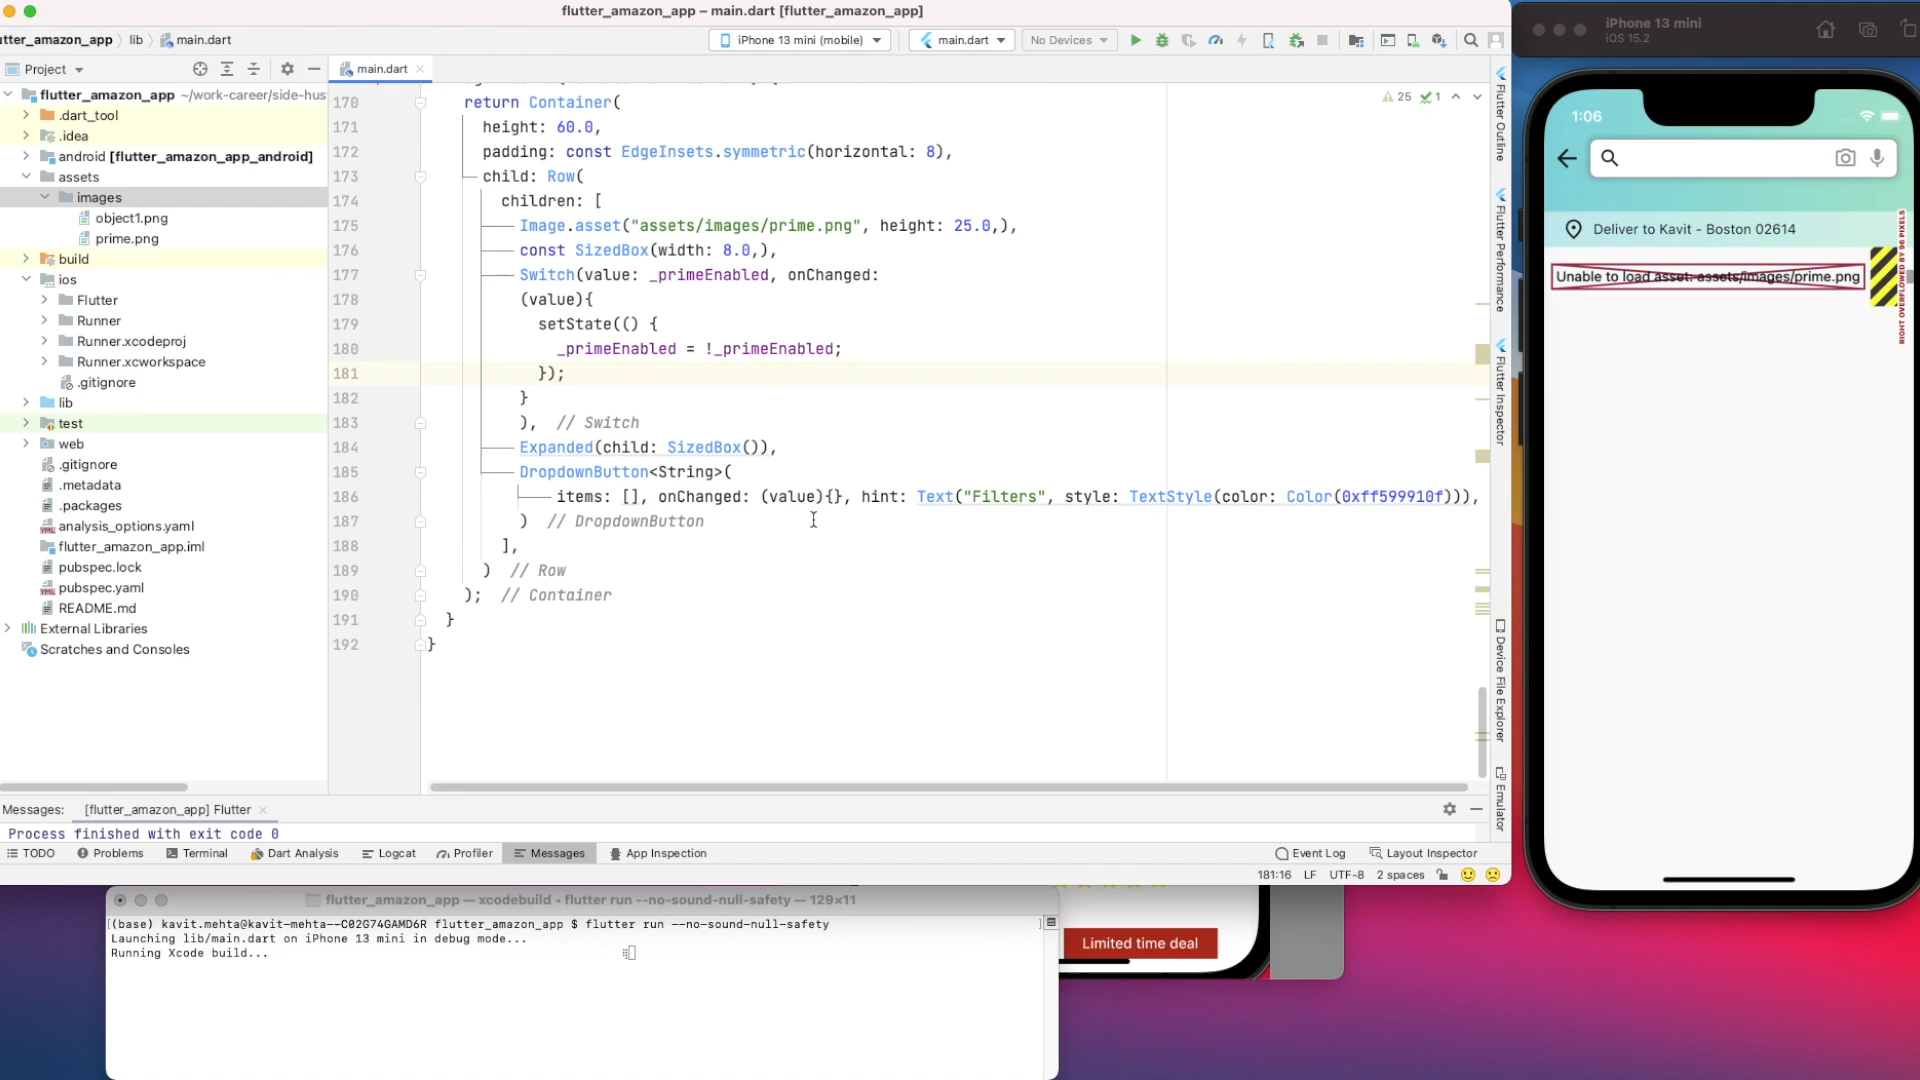 flutter_amazon_app – main.dart [flutter_amazon_app]
tter_amazon_app
lib
main.dart
iPhone 13 mini (mobile)
main.dart
No Devices
Project
main.dart
flutter_amazon_app ~/work-career/side-hus
.dart_tool
.idea
android [flutter_amazon_app_android]
assets
images
object1.png
prime.png
build
ios
Flutter
Runner
Runner.xcodeproj
Runner.xcworkspace
.gitignore
lib
test
web
.gitignore
.metadata
.packages
analysis_options.yaml
flutter_amazon_app.iml
pubspec.lock
pubspec.yaml
README.md
External Libraries
Scratches and Consoles
25 1
170 return Container(
171 height: 60.0,
172 padding: const EdgeInsets.symmetric(horizontal: 8),
173 child: Row(
174 children: [
175 Image.asset("assets/images/prime.png", height: 25.0,),
176 const SizedBox(width: 8.0,),
177 Switch(value: _primeEnabled, onChanged:
178 (value){
179 setState(() {
180 _primeEnabled = !_primeEnabled;
181 });
182 }
183 ), // Switch
184 Expanded(child: SizedBox()),
185 DropdownButton<String>(
186 items: [], onChanged: (value){}, hint: Text("Filters", style: TextStyle(color: Color(0xff599910f))),
187 ) // DropdownButton
188 ],
189 ) // Row
190 ); // Container
191 }
192 }
Flutter Outline
Flutter Performance
Flutter Inspector
Device File Explorer
Emulator
Messages: [flutter_amazon_app] Flutter
Process finished with exit code 0
TODO
Problems
Terminal
Dart Analysis
Logcat
Profiler
Messages
App Inspection
Event Log
Layout Inspector
181:16 LF UTF-8 2 spaces
flutter_amazon_app — xcodebuild ◂ flutter run --no-sound-null-safety — 129×11
(base) kavit.mehta@kavit-mehta--C02G74GAMD6R flutter_amazon_app $ flutter run --no-sound-null-safety
Launching lib/main.dart on iPhone 13 mini in debug mode...
Running Xcode build...
Limited time deal
iPhone 13 mini
iOS 15.2
1:06
Deliver to Kavit - Boston 02614
Unable to load asset: assets/images/prime.png
RIGHT OVERFLOWED BY 96 PIXELS